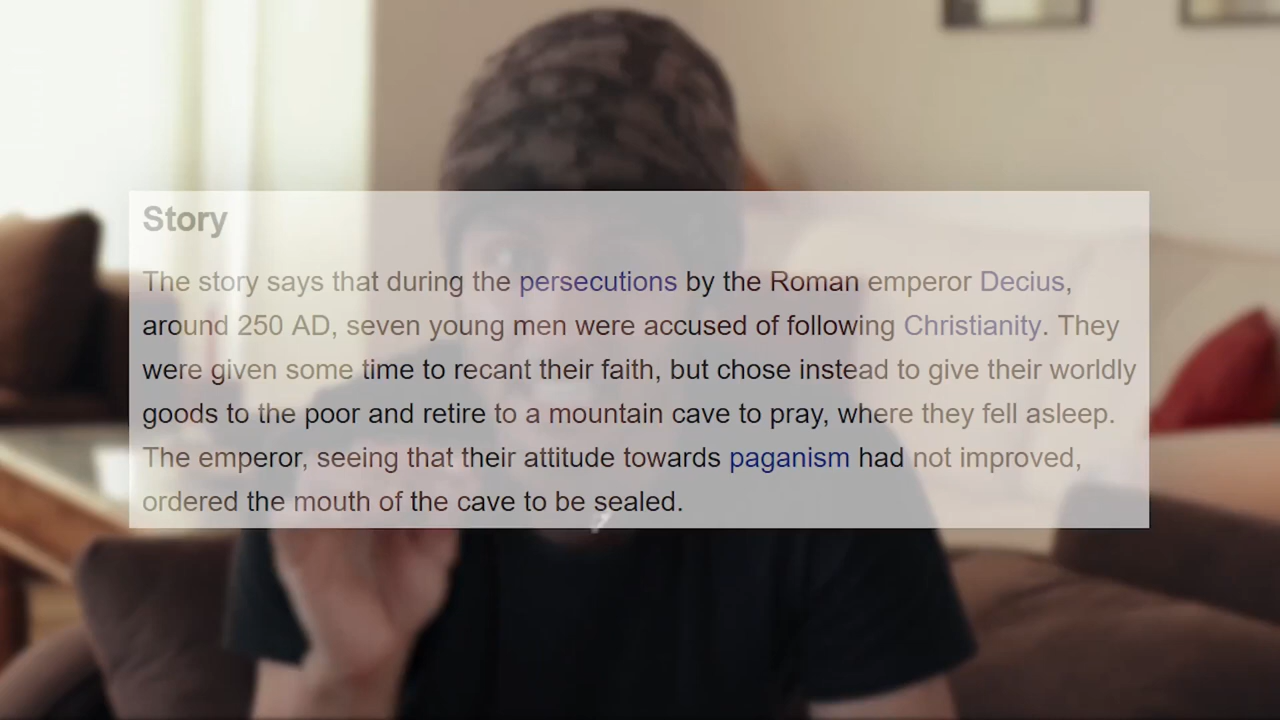 Story
The story says that during the persecutions by the Roman emperor Decius,
around 250 AD, seven young men were accused of following Christianity. They
were given some time to recant their faith, but chose instead to give their worldly
goods to the poor and retire to a mountain cave to pray, where they fell asleep.
The emperor, seeing that their attitude towards paganism had not improved,
ordered the mouth of the cave to be sealed.